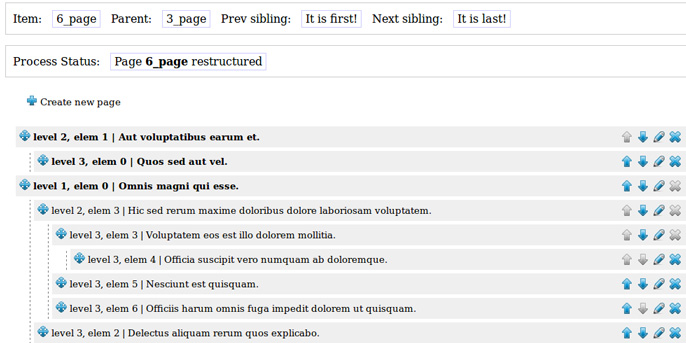 Item: 6_page Parent: 3_page Prev sibling: It is first! Next sibling: It is last!
Process Status: Page 6_page restructured
Create new page
level 2, elem 1 | Aut voluptatibus earum et.
level 3, elem 0 | Quos sed aut vel.
level 1, elem 0 | Omnis magni qui esse.
level 2, elem 3 | Hic sed rerum maxime doloribus dolore laboriosam voluptatem.
level 3, elem 3 | Voluptatem eos est illo dolorem mollitia.
level 3, elem 4 | Officia suscipit vero numquam ab doloremque.
level 3, elem 5 | Nesciunt est quisquam.
level 3, elem 6 | Officiis harum omnis fuga impedit dolorem ut quisquam.
level 3, elem 2 | Delectus aliquam rerum quos explicabo.